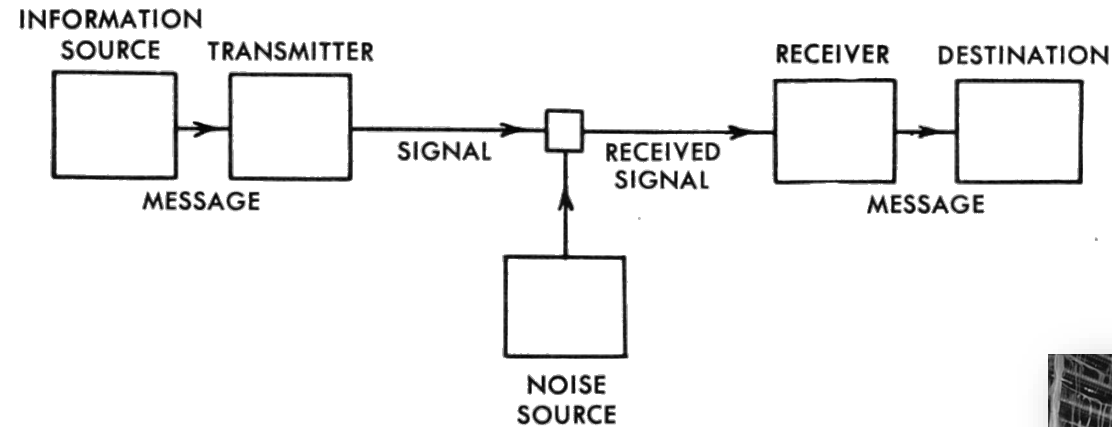 INFORMATION
SOURCE
TRANSMITTER
RECEIVER
DESTINATION
SIGNAL
RECEIVED
SIGNAL
MESSAGE
MESSAGE
NOISE
SOURCE